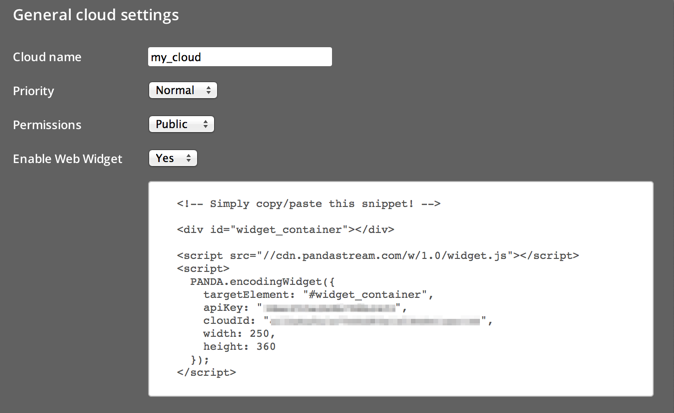 General cloud settings
Cloud name my_cloud
Priority Normal
Permissions Public
Enable Web Widget Yes
<!-- Simply copy/paste this snippet! -->
<div id="widget_container"></div>
<script src="//cdn.pandastream.com/w/1.0/widget.js"></script>
<script>
PANDA.encodingWidget({
targetElement: "#widget_container",
apiKey: "",
cloudId: "",
width: 250,
height: 360
});
</script>